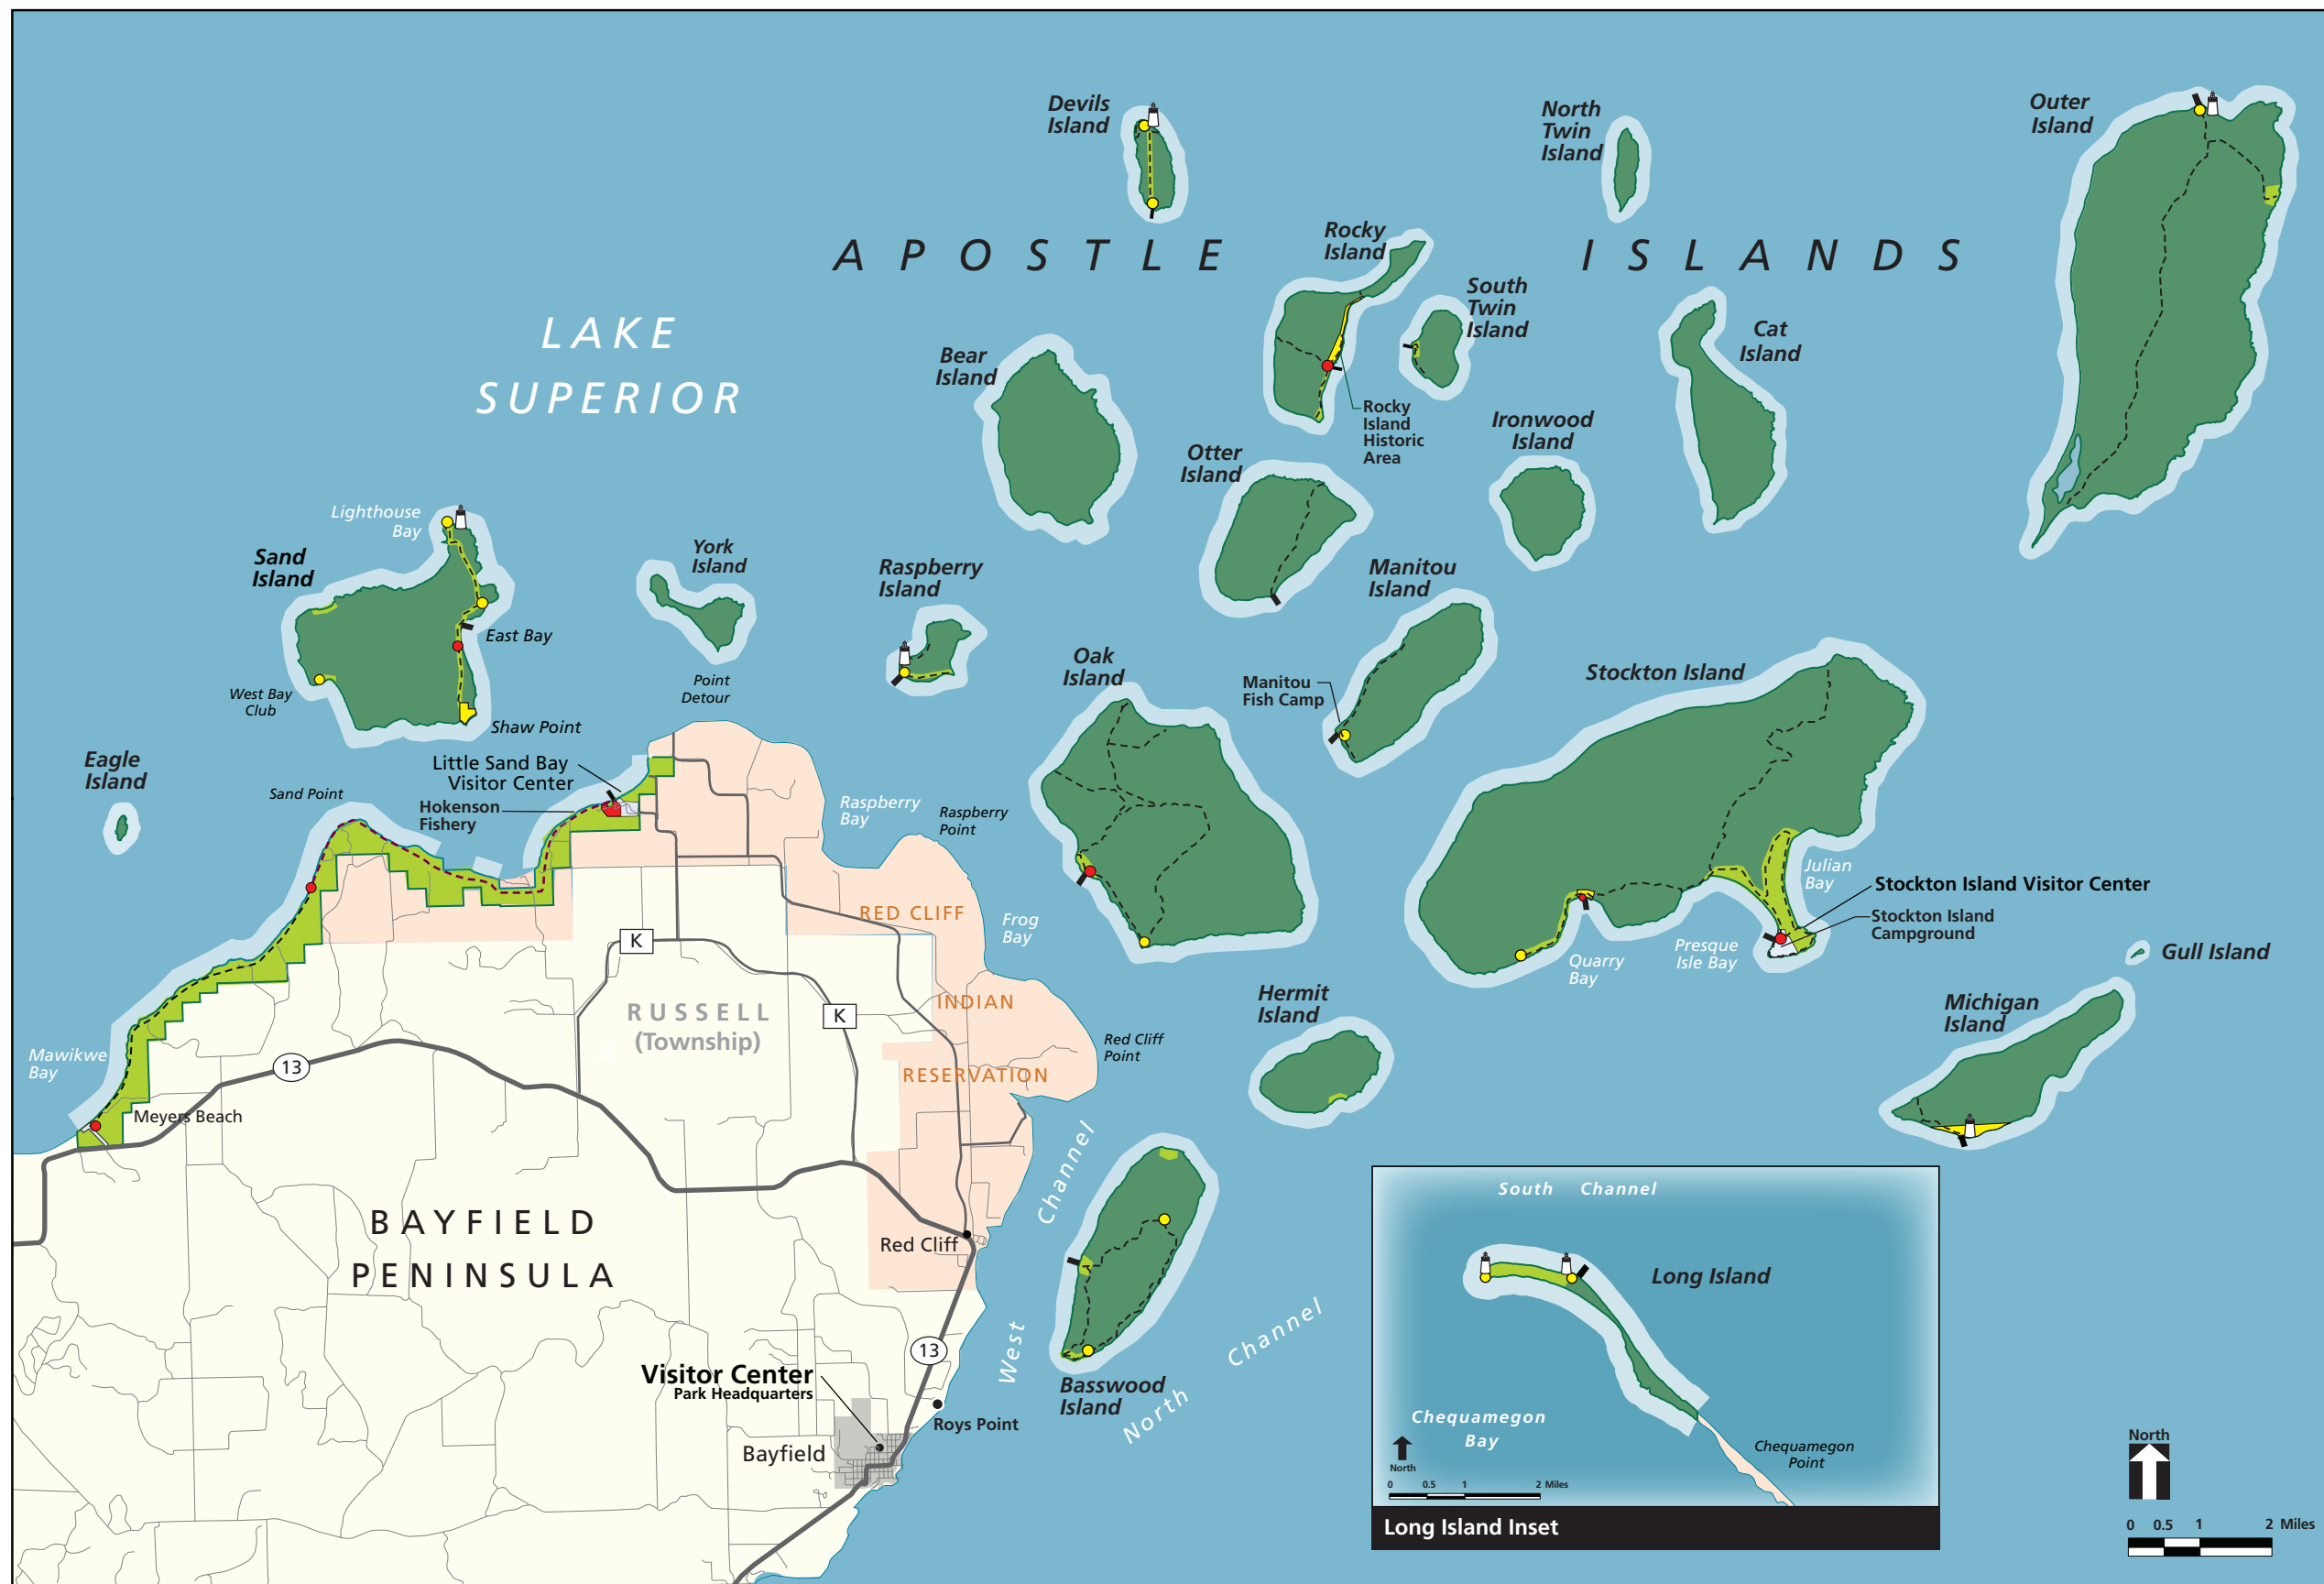 Devils
Island
North
Twin
Island
Outer
Island
Rocky
Island
APOSTLE ISLANDS
South
Twin
Island
LAKE
SUPERIOR
Bear
Island
Cat
Island
Rocky
Island
Historic
Area
Ironwood
Island
Otter
Island
Lighthouse
Bay
Sand
Island
York
Island
Raspberry
Island
Manitou
Island
East Bay
Oak
Island
Stockton Island
West Bay
Club
Point
Detour
Manitou
Fish Camp
Shaw Point
Eagle
Island
Little Sand Bay
Visitor Center
Sand Point
Hokenson
Fishery
Raspberry
Bay
Raspberry
Point
Julian
Bay
Stockton Island Visitor Center
Stockton Island
Campground
RED CLIFF
Frog
Bay
K
Presque
Isle Bay
Quarry
Bay
Gull Island
Hermit
Island
Michigan
Island
INDIAN
RUSSELL
(Township)
K
Red Cliff
Point
Mawikwe
Bay
13
RESERVATION
Meyers Beach
BAYFIELD
PENINSULA
Red Cliff
West Channel
South Channel
Long Island
North Channel
13
Visitor Center
Park Headquarters
Basswood
Island
Roys Point
Bayfield
Chequamegon
Bay
North
0 0.5 1 2 Miles
Chequamegon
Point
Long Island Inset
North
0 0.5 1 2 Miles